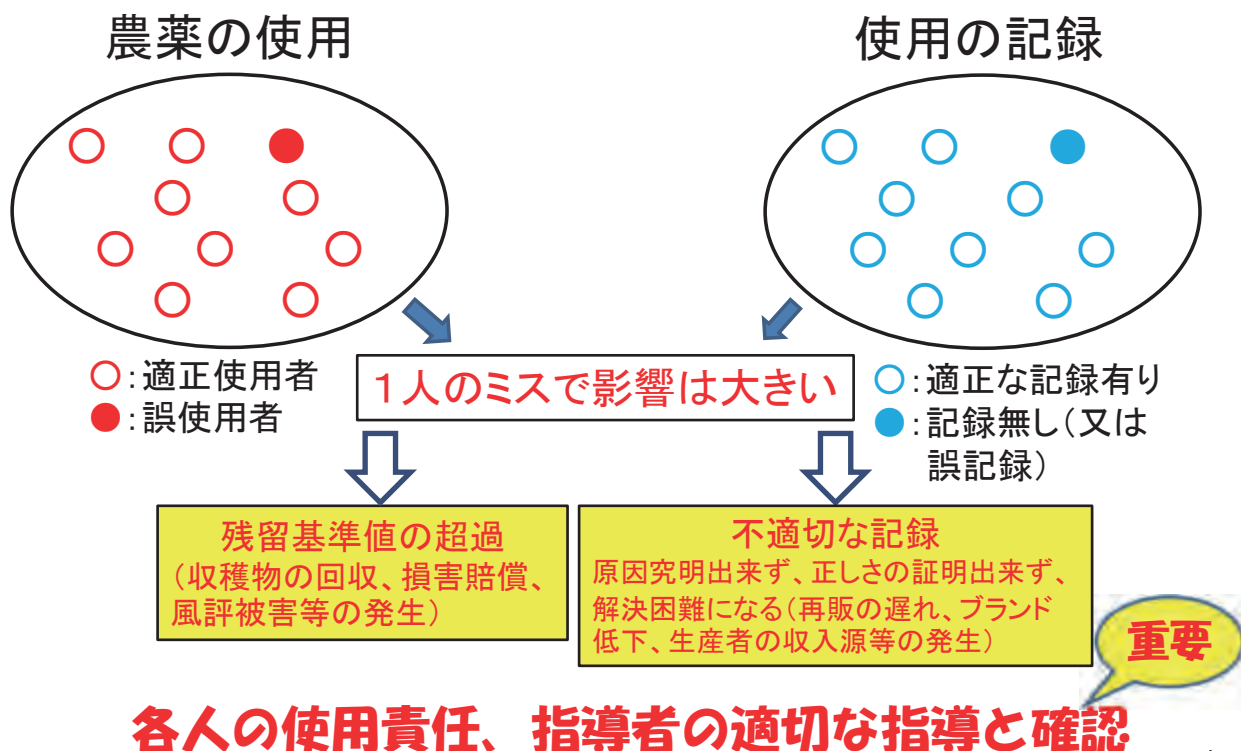 農薬の使用
使用の記録
○：適正使用者
●：誤使用者
1人のミスで影響は大きい
○：適正な記録有り
●：記録無し（又は
誤記録）
残留基準値の超過
（収穫物の回収、損害賠償、
風評被害等の発生）
不適切な記録
原因究明出来ず、正しさの証明出来ず、
解決困難になる（再販の遅れ、ブランド
低下、生産者の収入源等の発生）
重要
各人の使用責任、指導者の適切な指導と確認